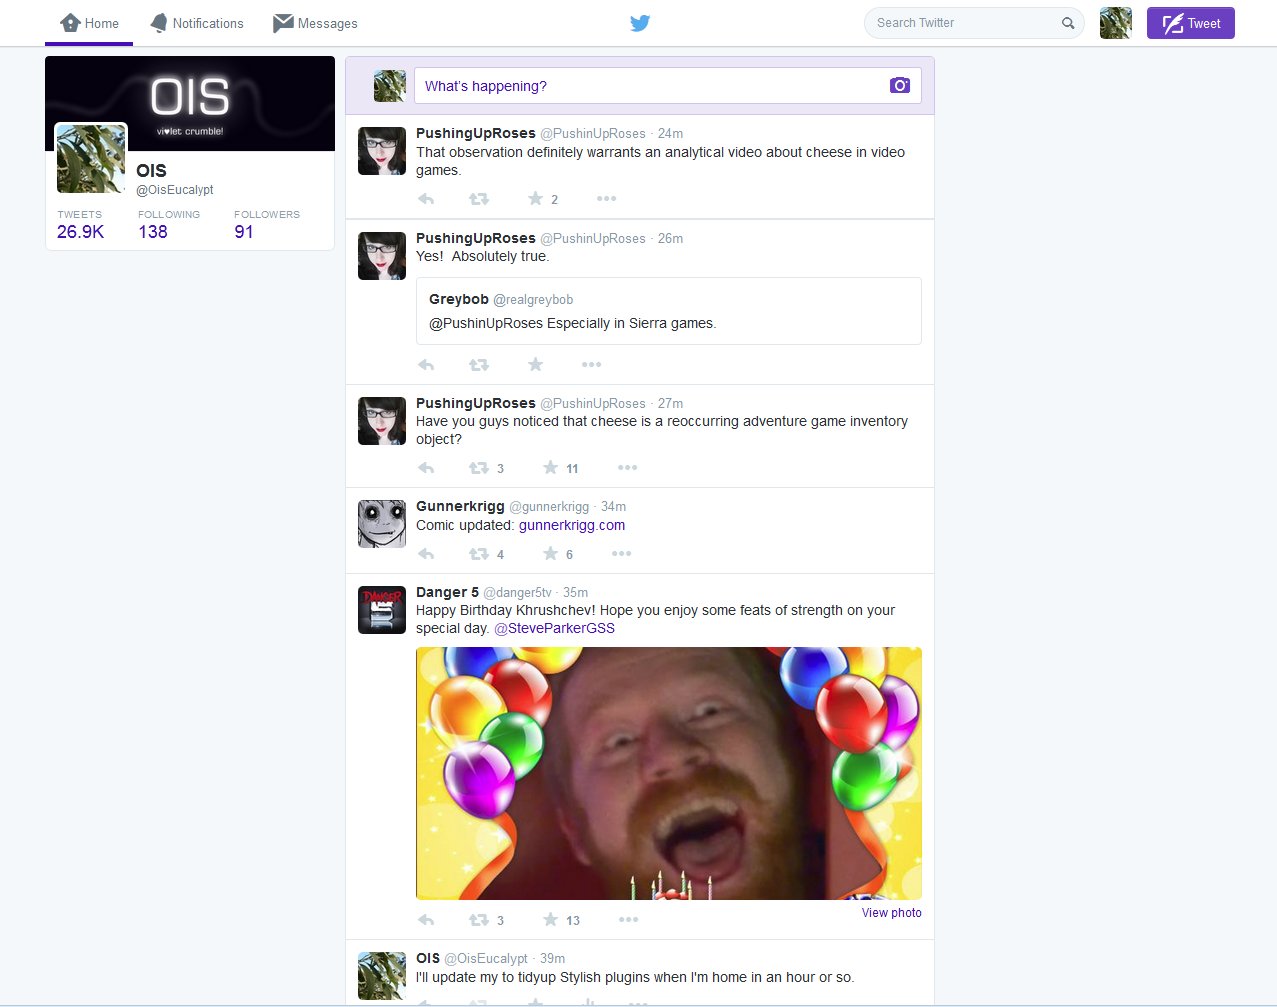 Home
Notifications
Messages
Search Twitter
Tweet
OIS
vi♥let crumble!
OIS
@OisEucalypt
TWEETS
FOLLOWING
FOLLOWERS
26.9K
138
91
What's happening?
PushingUpRoses @PushinUpRoses · 24m
That observation definitely warrants an analytical video about cheese in video
games.
2
PushingUpRoses @PushinUpRoses · 26m
Yes!  Absolutely true.
Greybob @realgreybob
@PushinUpRoses Especially in Sierra games.
PushingUpRoses @PushinUpRoses · 27m
Have you guys noticed that cheese is a reoccurring adventure game inventory
object?
3 11
Gunnerkrigg @gunnerkrigg · 34m
Comic updated: gunnerkrigg.com
4 6
DANGER
Danger 5 @danger5tv · 35m
Happy Birthday Khrushchev! Hope you enjoy some feats of strength on your
special day. @SteveParkerGSS
3 13
View photo
OIS @OisEucalypt · 39m
I'll update my to tidyup Stylish plugins when I'm home in an hour or so.